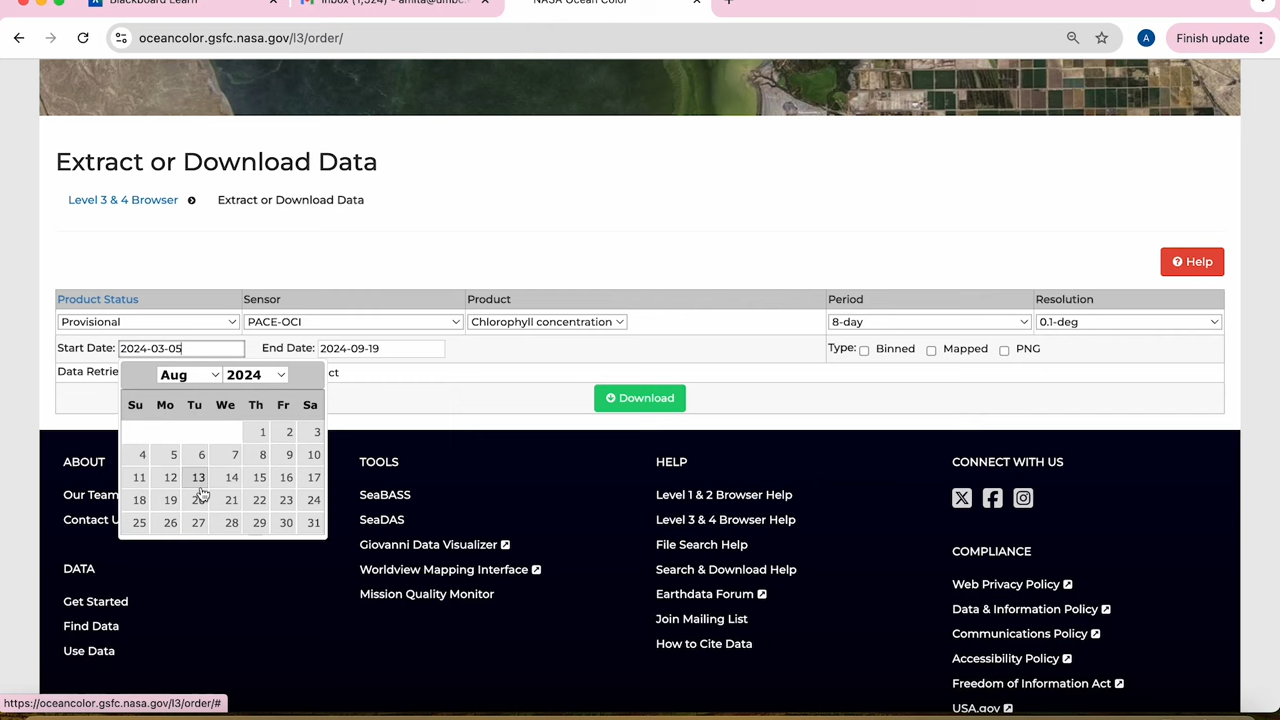 Blackboard Learn
Inbox (1,324) - amita@umbc.
NASA Ocean Color
oceancolor.gsfc.nasa.gov/l3/order/
A
Finish update
Extract or Download Data
Level 3 & 4 Browser
Extract or Download Data
Help
Product Status
Sensor
Product
Period
Resolution
Provisional
PACE-OCI
Chlorophyll concentration
8-day
0.1-deg
Start Date: 2024-03-05
End Date: 2024-09-19
Type:
Binned
Mapped
PNG
Data Retrie
ct
Download
Aug
2024
Su Mo Tu We Th Fr Sa
1 2 3
4 5 6 7 8 9 10
11 12 13 14 15 16 17
18 19 20 21 22 23 24
25 26 27 28 29 30 31
ABOUT
Our Team
Contact U
DATA
Get Started
Find Data
Use Data
TOOLS
SeaBASS
SeaDAS
Giovanni Data Visualizer
Worldview Mapping Interface
Mission Quality Monitor
HELP
Level 1 & 2 Browser Help
Level 3 & 4 Browser Help
File Search Help
Search & Download Help
Earthdata Forum
Join Mailing List
How to Cite Data
CONNECT WITH US
COMPLIANCE
Web Privacy Policy
Data & Information Policy
Communications Policy
Accessibility Policy
Freedom of Information Act
USA.gov
https://oceancolor.gsfc.nasa.gov/l3/order/#